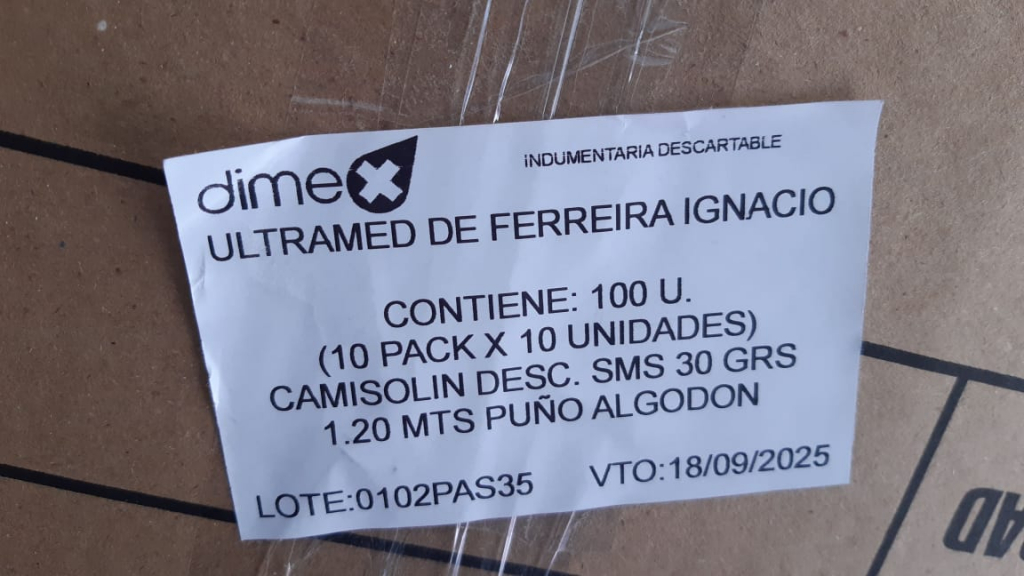 dimex
INDUMENTARIA DESCARTABLE
ULTRAMED DE FERREIRA IGNACIO
CONTIENE: 100 U.
(10 PACK X 10 UNIDADES)
CAMISOLIN DESC. SMS 30 GRS
1.20 MTS PUÑO ALGODON
LOTE:0102PAS35
VTO:18/09/2025